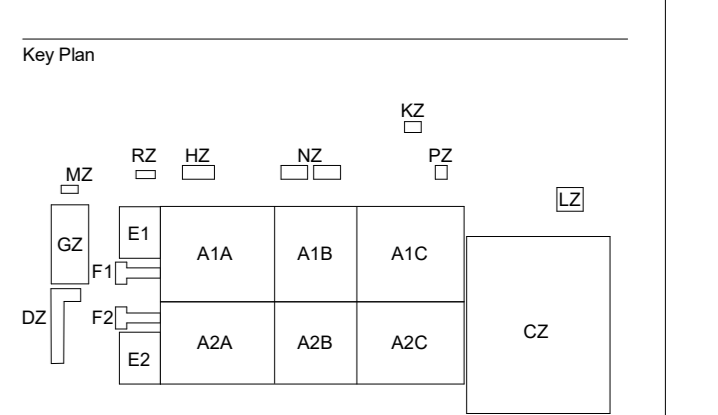 Key Plan
KZ
RZ HZ NZ PZ
MZ
LZ
E1
GZ A1A A1B A1C
F1
DZ F2 CZ
A2A A2B A2C
E2